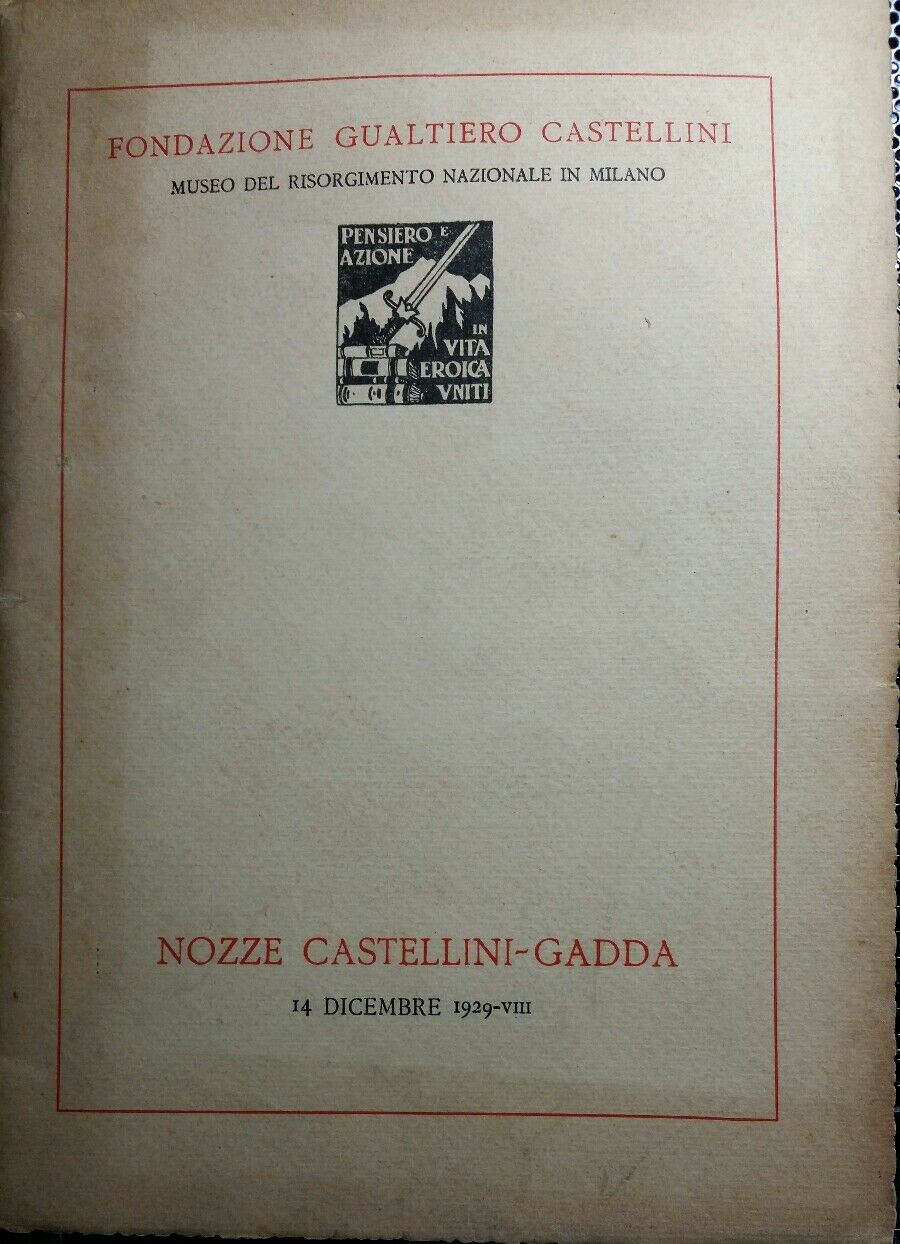 FONDAZIONE GUALTIERO CASTELLINI
MUSEO DEL RISORGIMENTO NAZIONALE IN MILANO
PENSIERO E
AZIONE
IN
VITA
EROICA
VNITI
NOZZE CASTELLINI-GADDA
14 DICEMBRE 1929-VIII